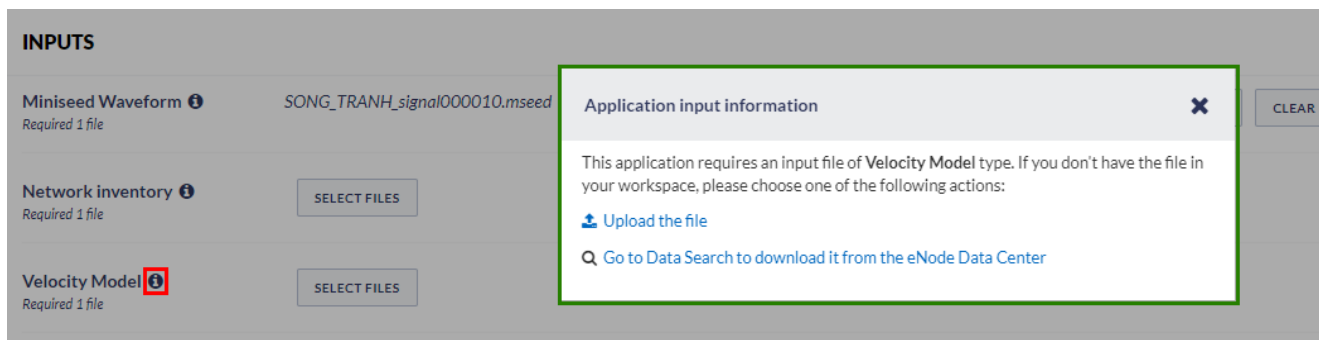 INPUTS
Miniseed Waveform
SONG_TRANH_signal000010.mseed
CLEAR
Required 1 file
Network inventory
SELECT FILES
Required 1 file
Velocity Model
SELECT FILES
Required 1 file
Application input information
This application requires an input file of Velocity Model type. If you don't have the file in
your workspace, please choose one of the following actions:
Upload the file
Go to Data Search to download it from the eNode Data Center